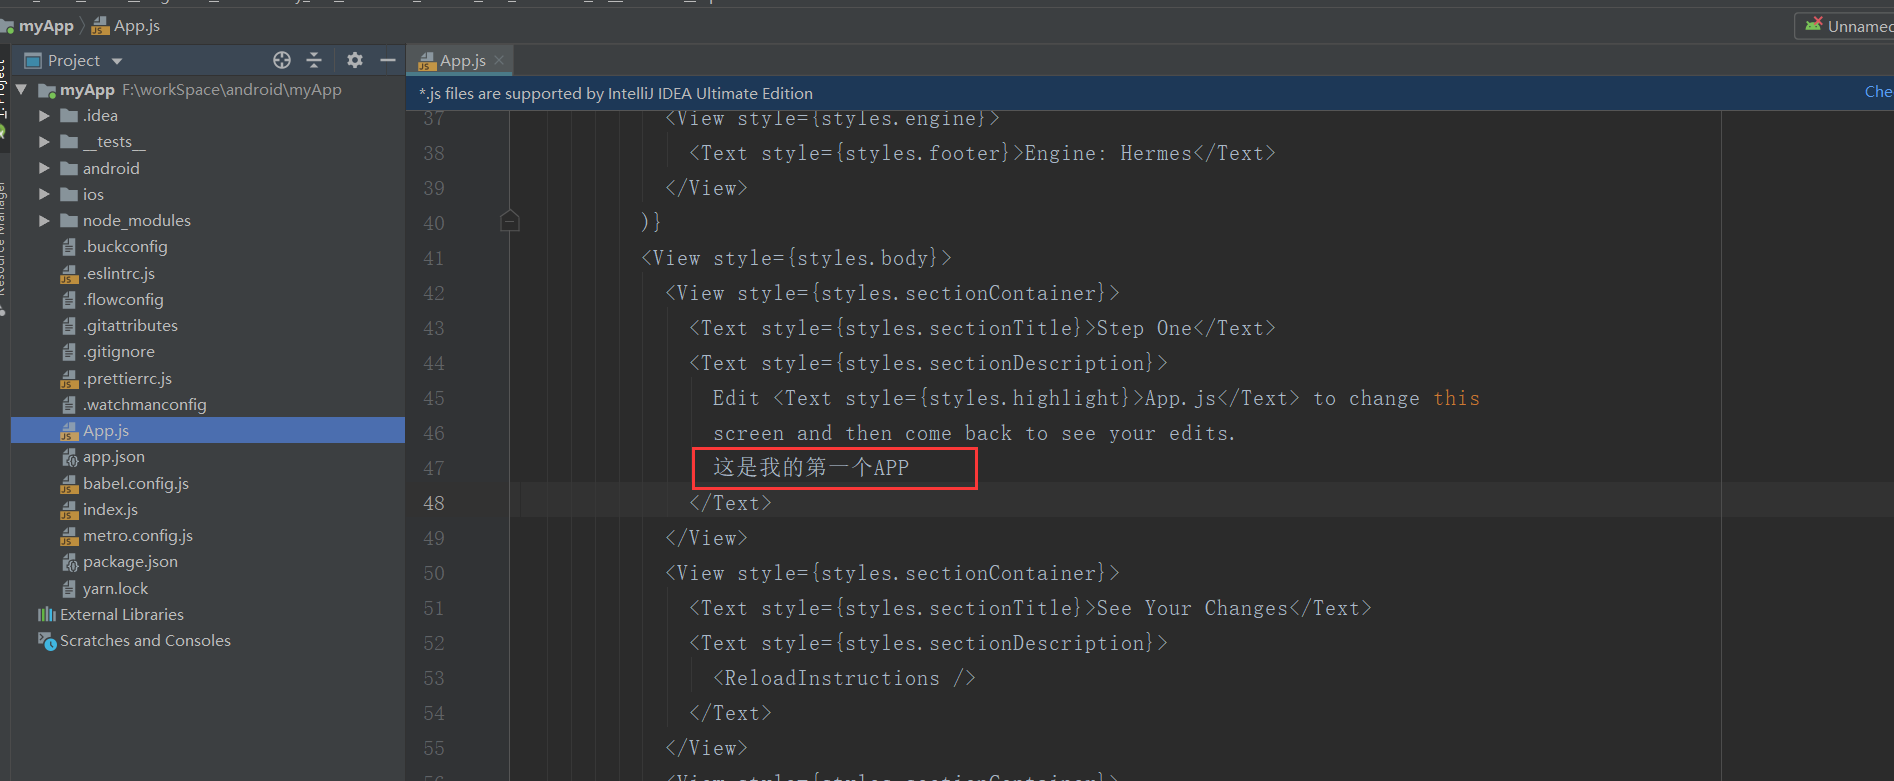 myApp App.js
Unnamed
Project
App.js
myApp F:\workSpace\android\myApp
*.js files are supported by IntelliJ IDEA Ultimate Edition
Che
.idea
__tests__
android
ios
node_modules
.buckconfig
.eslintrc.js
.flowconfig
.gitattributes
.gitignore
.prettierrc.js
.watchmanconfig
App.js
app.json
babel.config.js
index.js
metro.config.js
package.json
yarn.lock
External Libraries
Scratches and Consoles
37 <View style={styles.engine}>
38 <Text style={styles.footer}>Engine: Hermes</Text>
39 </View>
40 )}
41 <View style={styles.body}>
42 <View style={styles.sectionContainer}>
43 <Text style={styles.sectionTitle}>Step One</Text>
44 <Text style={styles.sectionDescription}>
45 Edit <Text style={styles.highlight}>App.js</Text> to change this
46 screen and then come back to see your edits.
47 这是我的第一个APP
48 </Text>
49 </View>
50 <View style={styles.sectionContainer}>
51 <Text style={styles.sectionTitle}>See Your Changes</Text>
52 <Text style={styles.sectionDescription}>
53 <ReloadInstructions />
54 </Text>
55 </View>